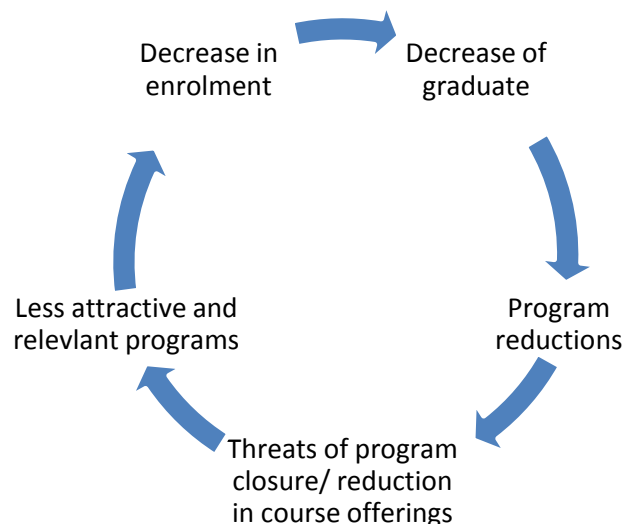 Decrease in
enrolment
Decrease of
graduate
Program
reductions
Threats of program
closure/ reduction
in course offerings
Less attractive and
relevlant programs